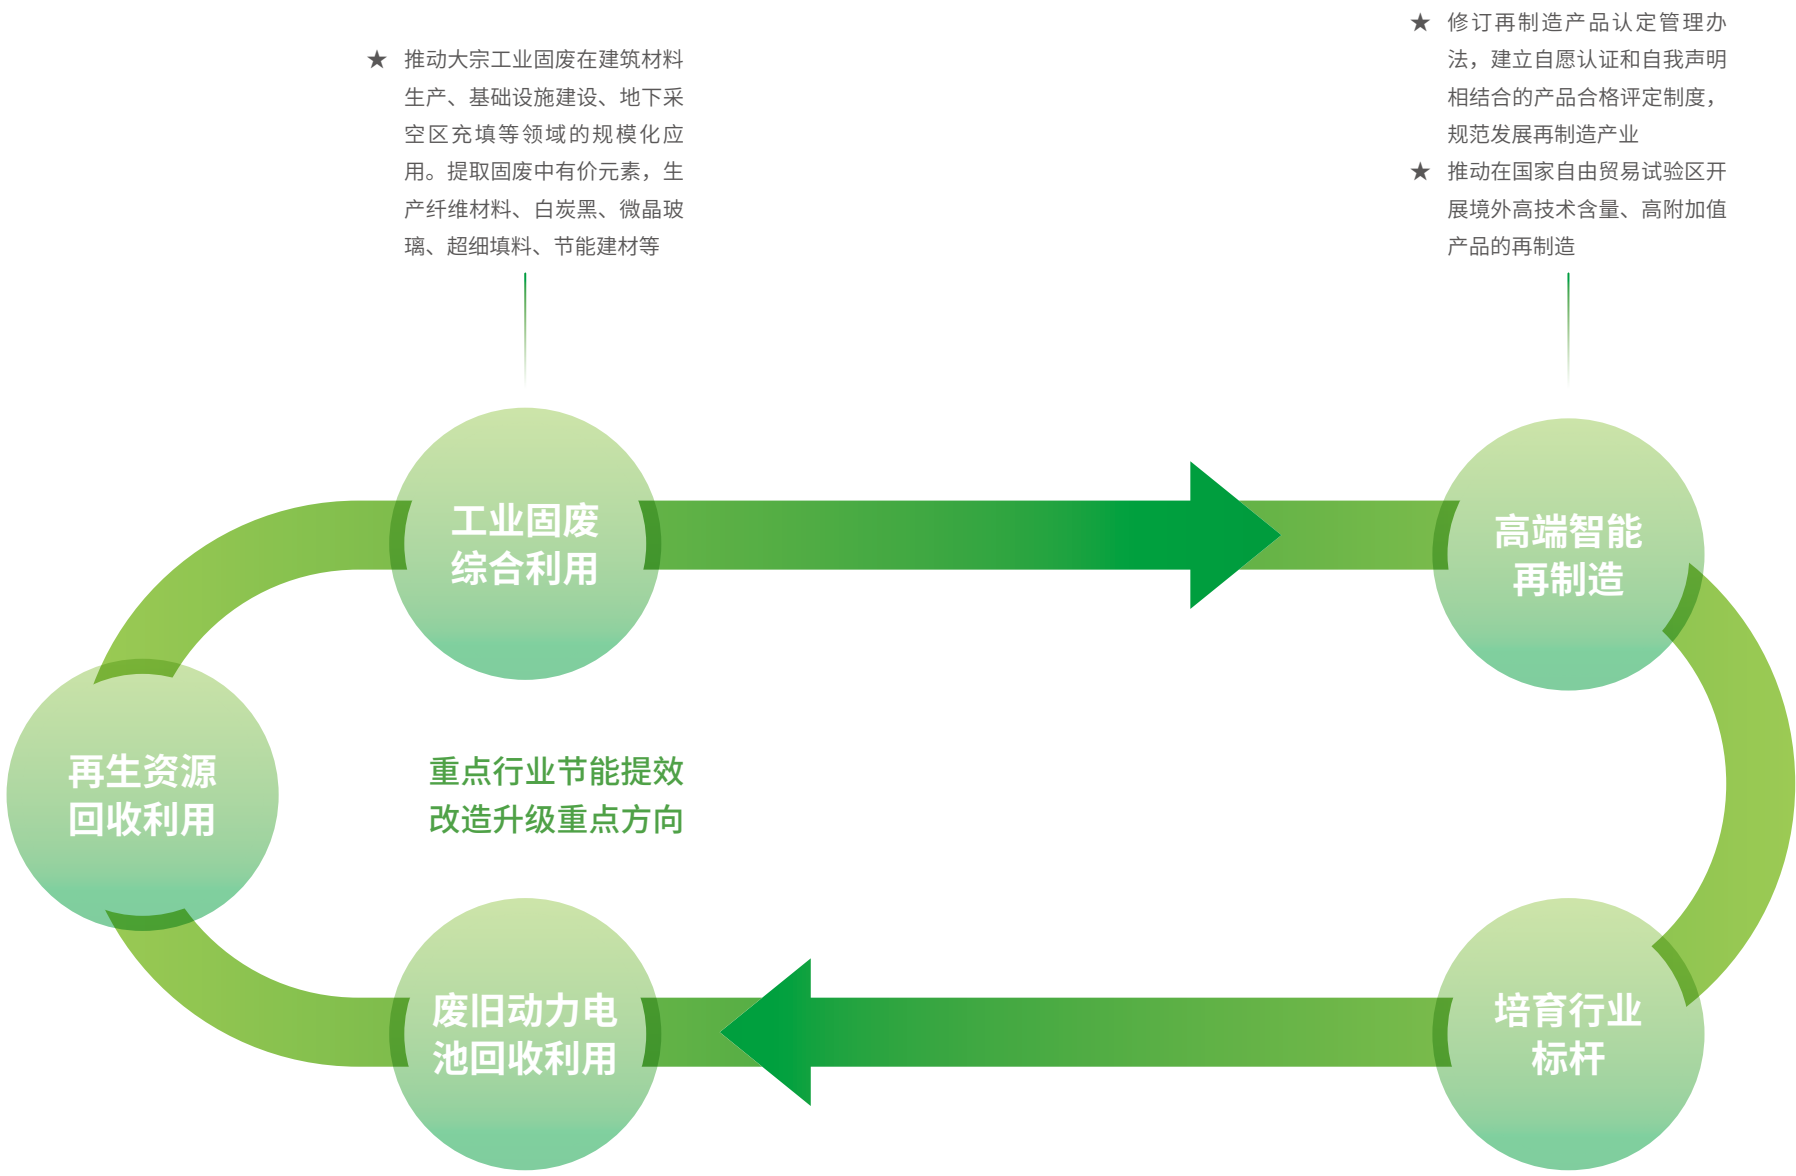 ★ 推动大宗工业固废在建筑材料
生产、基础设施建设、地下采
空区充填等领域的规模化应
用。提取固废中有价元素，生
产纤维材料、白炭黑、微晶玻
璃、超细填料、节能建材等
★ 修订再制造产品认定管理办
法，建立自愿认证和自我声明
相结合的产品合格评定制度，
规范发展再制造产业
★ 推动在国家自由贸易试验区开
展境外高技术含量、高附加值
产品的再制造
工业固废
综合利用
高端智能
再制造
再生资源
回收利用
重点行业节能提效
改造升级重点方向
废旧动力电
池回收利用
培育行业
标杆